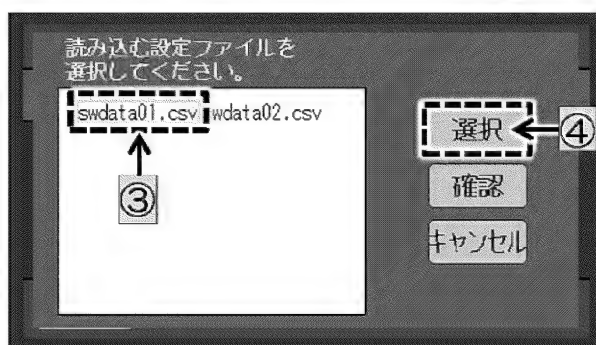 読み込む設定ファイルを
選択してください。
swdata01.csv wdata02.csv
選択
④
③
確認
キャンセル